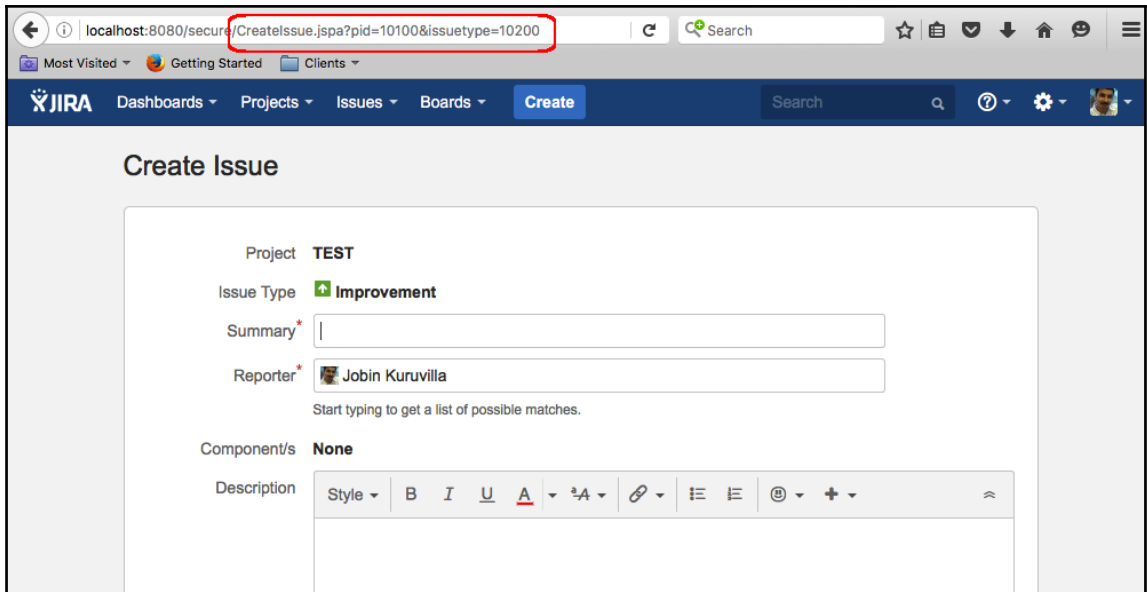 localhost:8080/secure/CreateIssue.jspa?pid=10100&issuetype=10200 Search
Most Visited Getting Started Clients
JIRA Dashboards Projects Issues Boards Create Search
Create Issue
Project TEST
Issue Type Improvement
Summary*
Reporter* Jobin Kuruvilla
Start typing to get a list of possible matches.
Component/s None
Description Style B I U A ªA